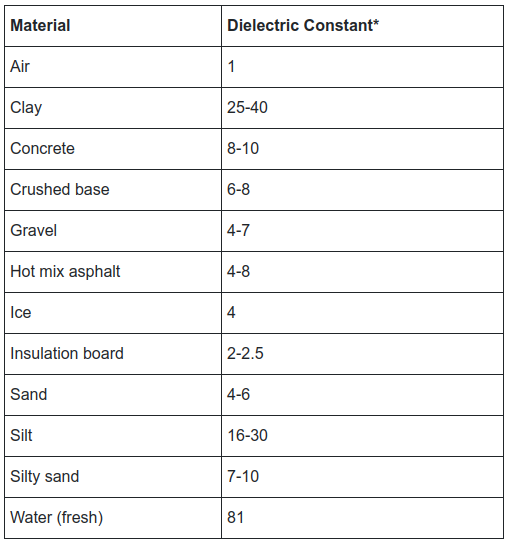 Material Dielectric Constant*
Air 1
Clay 25-40
Concrete 8-10
Crushed base 6-8
Gravel 4-7
Hot mix asphalt 4-8
Ice 4
Insulation board 2-2.5
Sand 4-6
Silt 16-30
Silty sand 7-10
Water (fresh) 81